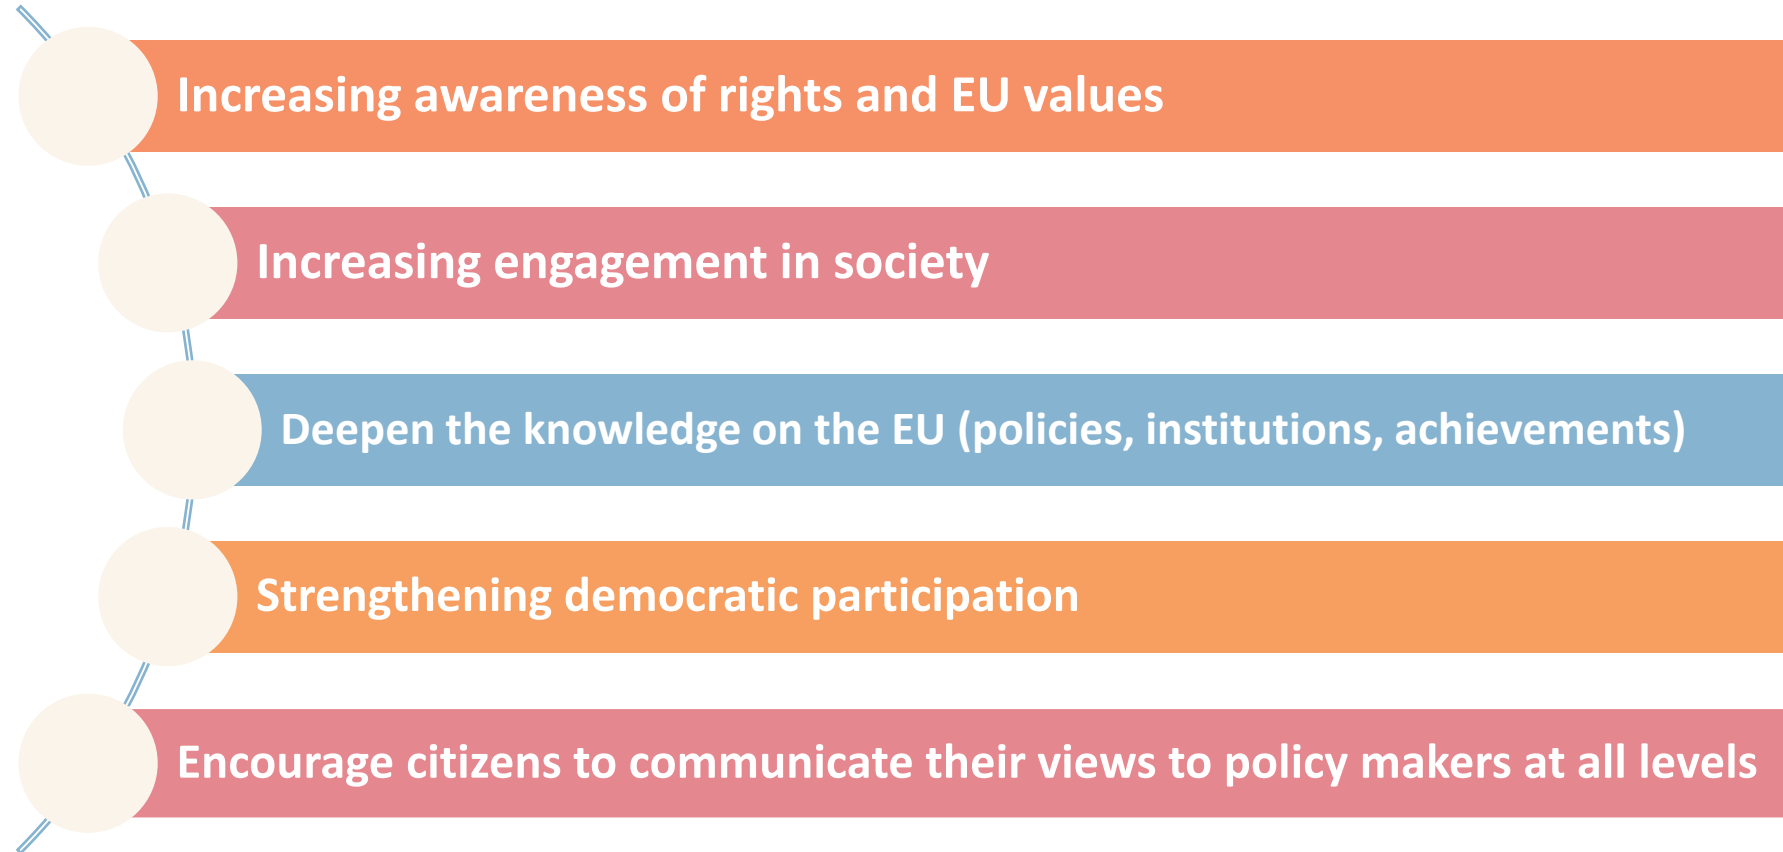 Increasing awareness of rights and EU values
Increasing engagement in society
Deepen the knowledge on the EU (policies, institutions, achievements)
Strengthening democratic participation
Encourage citizens to communicate their views to policy makers at all levels